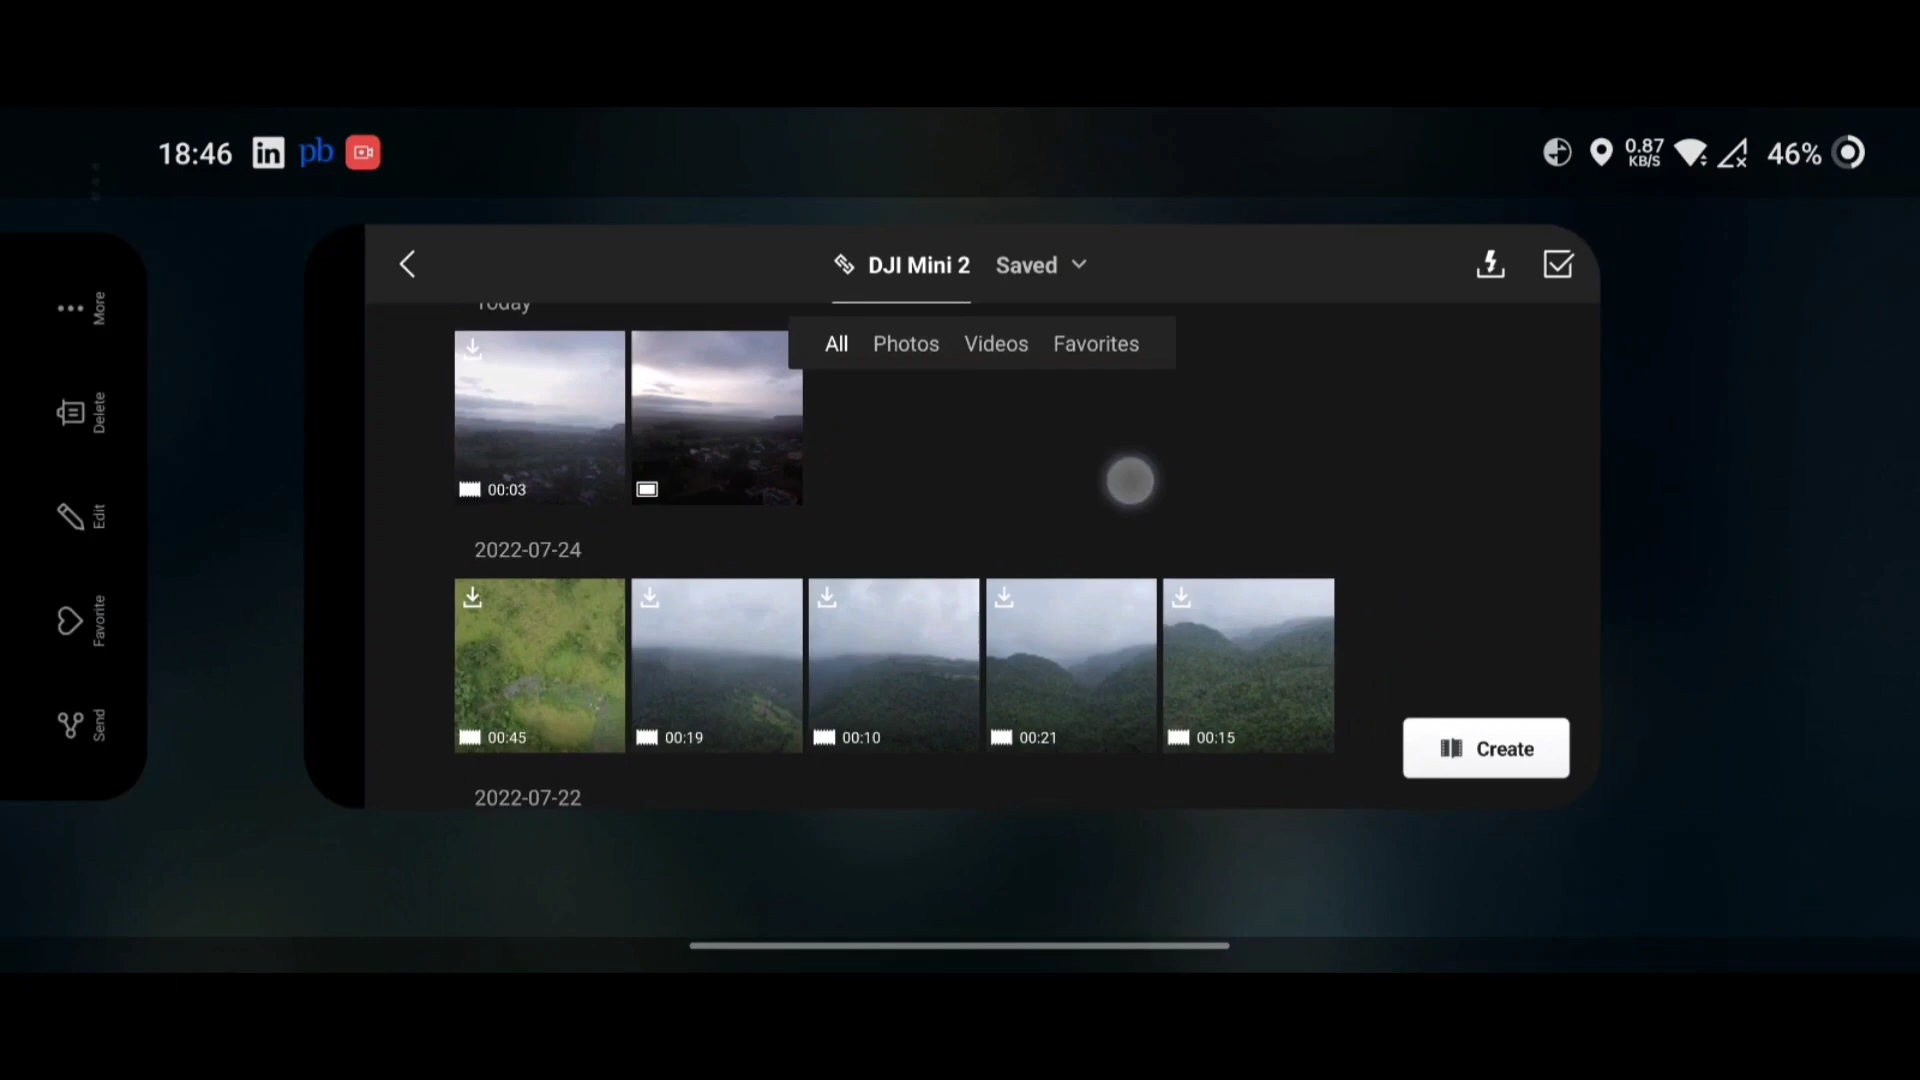 18:46 in pb 0.87 KB/S 46%
DJI Mini 2 Saved
Today
All Photos Videos Favorites
00:03
2022-07-24
00:45 00:19 00:10 00:21 00:15
Create
2022-07-22
More
Delete
Edit
Favorite
Send